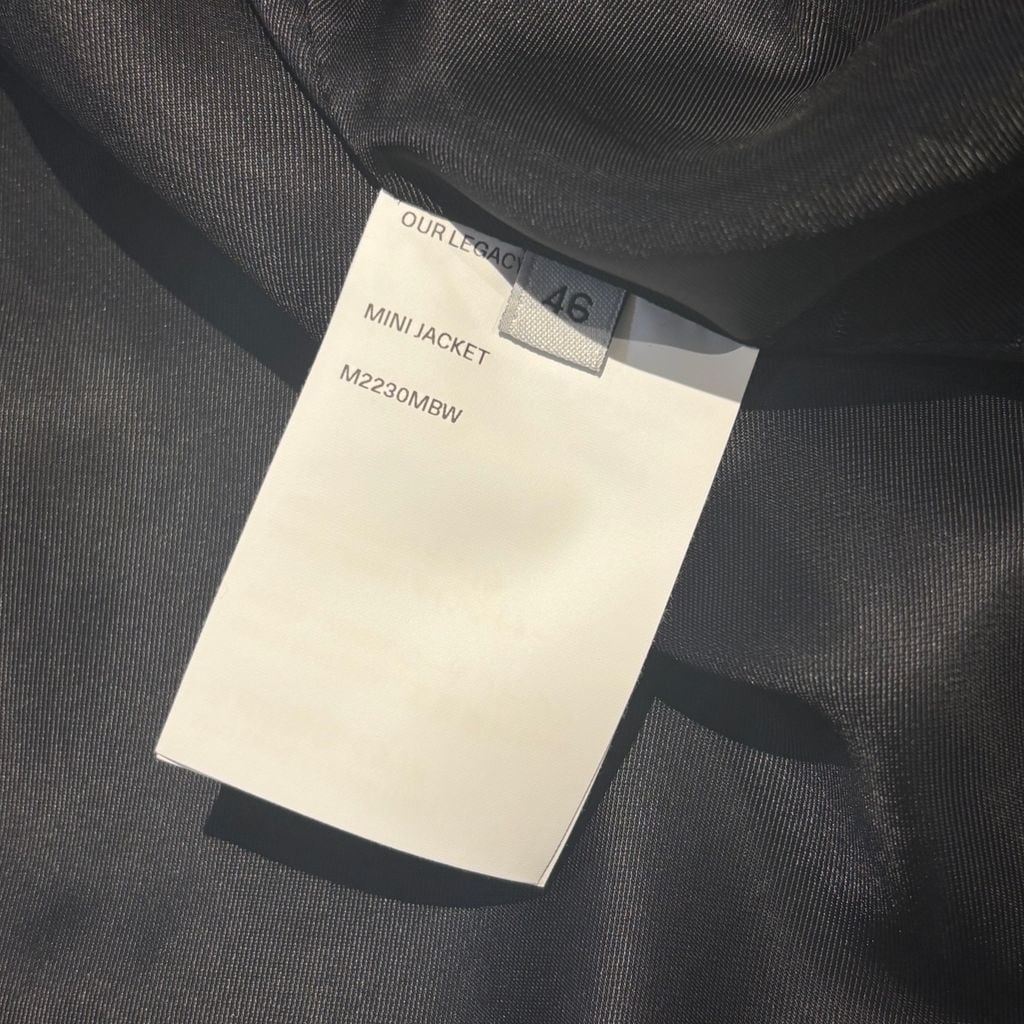 OUR LEGACY
46
MINI JACKET
M2230MBW